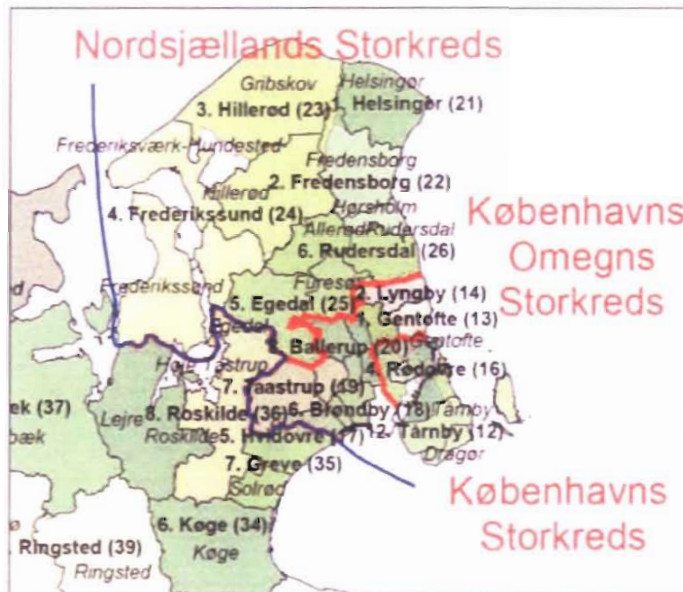 Nordsjællands Storkreds
Gribskov
Helsingør
3. Hillerød (23)
1. Helsingør (21)
Frederiksværk-Hundested
Fredensborg
2. Fredensborg (22)
Hillerød
4. Frederikssund (24)
Hørsholm
Allerød
Rudersdal
6. Rudersdal (26)
Københavns
Omegns
Storkreds
Furesø
Frederikssund
5. Egedal (25)
2. Lyngby (14)
Egedal
1. Gentofte (13)
Gentofte
Ballerup (20)
Høje Tastrup
4. Rødovre (16)
7. Taastrup (19)
ek (37)
Lejre
8. Roskilde (36)
6. Brøndby (18)
Tårnby
bæk
Roskilde
5. Hvidovre (17)
12. Tårnby (12)
Dragør
7. Greve (35)
Solrød
Københavns
Storkreds
6. Køge (34)
Ringsted (39)
Køge
Ringsted